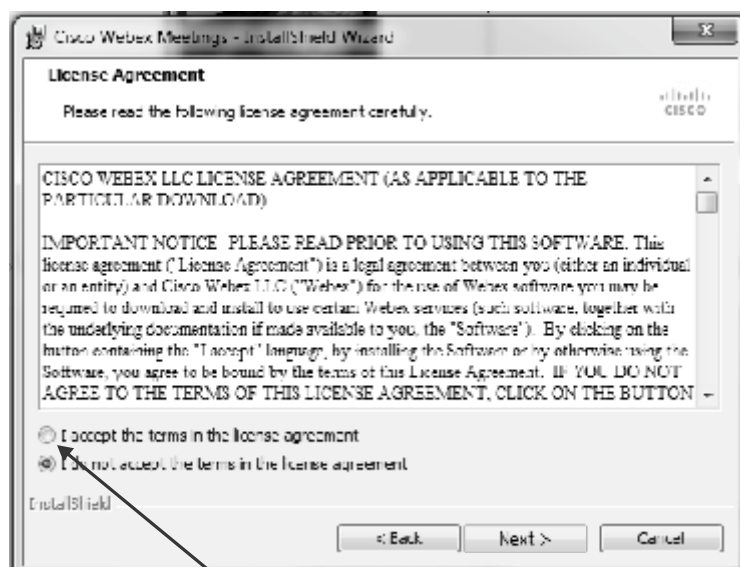 Cisco Webex Meetings - InstallShield Wizard
x
License Agreement
Please read the following license agreement carefully.
CISCO
CISCO WEBEX LLC LICENSE AGREEMENT (AS APPLICABLE TO THE
PARTICULAR DOWNLOAD)
IMPORTANT NOTICE PLEASE READ PRIOR TO USING THIS SOFTWARE. This
license agreement ("License Agreement") is a legal agreement between you (either an individual
or an entity) and Cisco Webex LLC ("Webex") for the use of Webex software you may be
required to download and install to use certain Webex services (such software, together with
the underlying documentation if made available to you, the "Software"). By clicking on the
button containing the "I accept" language, by installing the Software or by otherwise using the
Software, you agree to be bound by the terms of this License Agreement. IF YOU DO NOT
AGREE TO THE TERMS OF THIS LICENSE AGREEMENT, CLICK ON THE BUTTON
I accept the terms in the license agreement
I do not accept the terms in the license agreement
InstallShield
< Back
Next >
Cancel